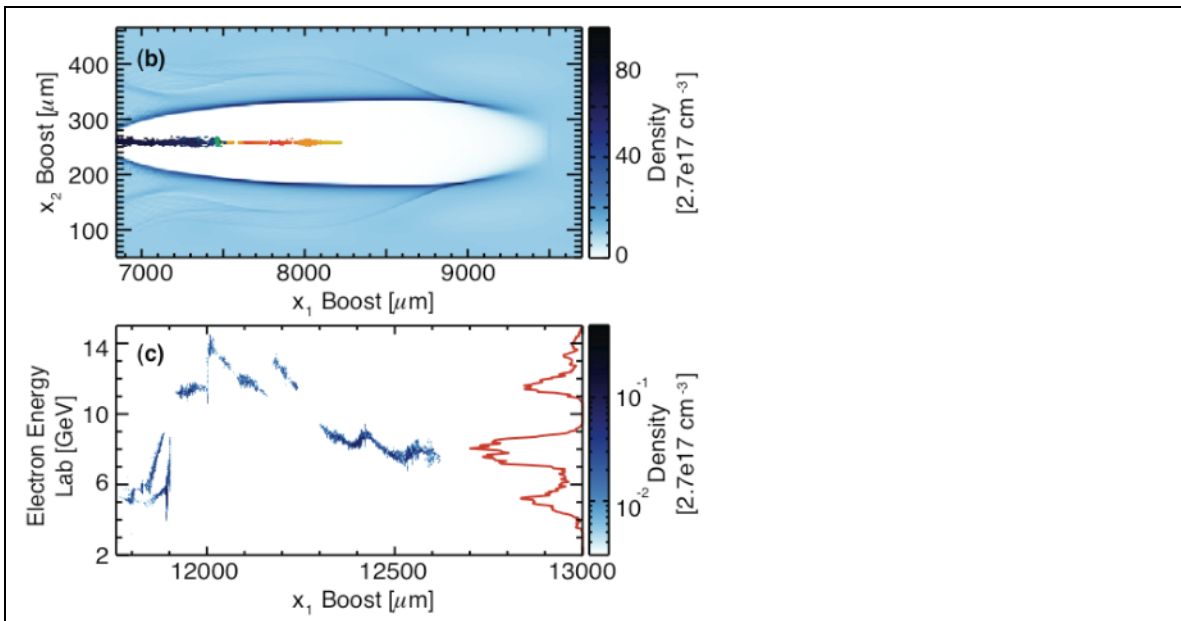 (b)
x2 Boost [μm]
400
300
200
100
7000 8000 9000
x1 Boost [μm]
80
40
0
Density
[2.7e17 cm-3]
(c)
Electron Energy
Lab [GeV]
14
10
6
2
12000 12500 13000
x1 Boost [μm]
10-1
10-2
Density
[2.7e17 cm-3]